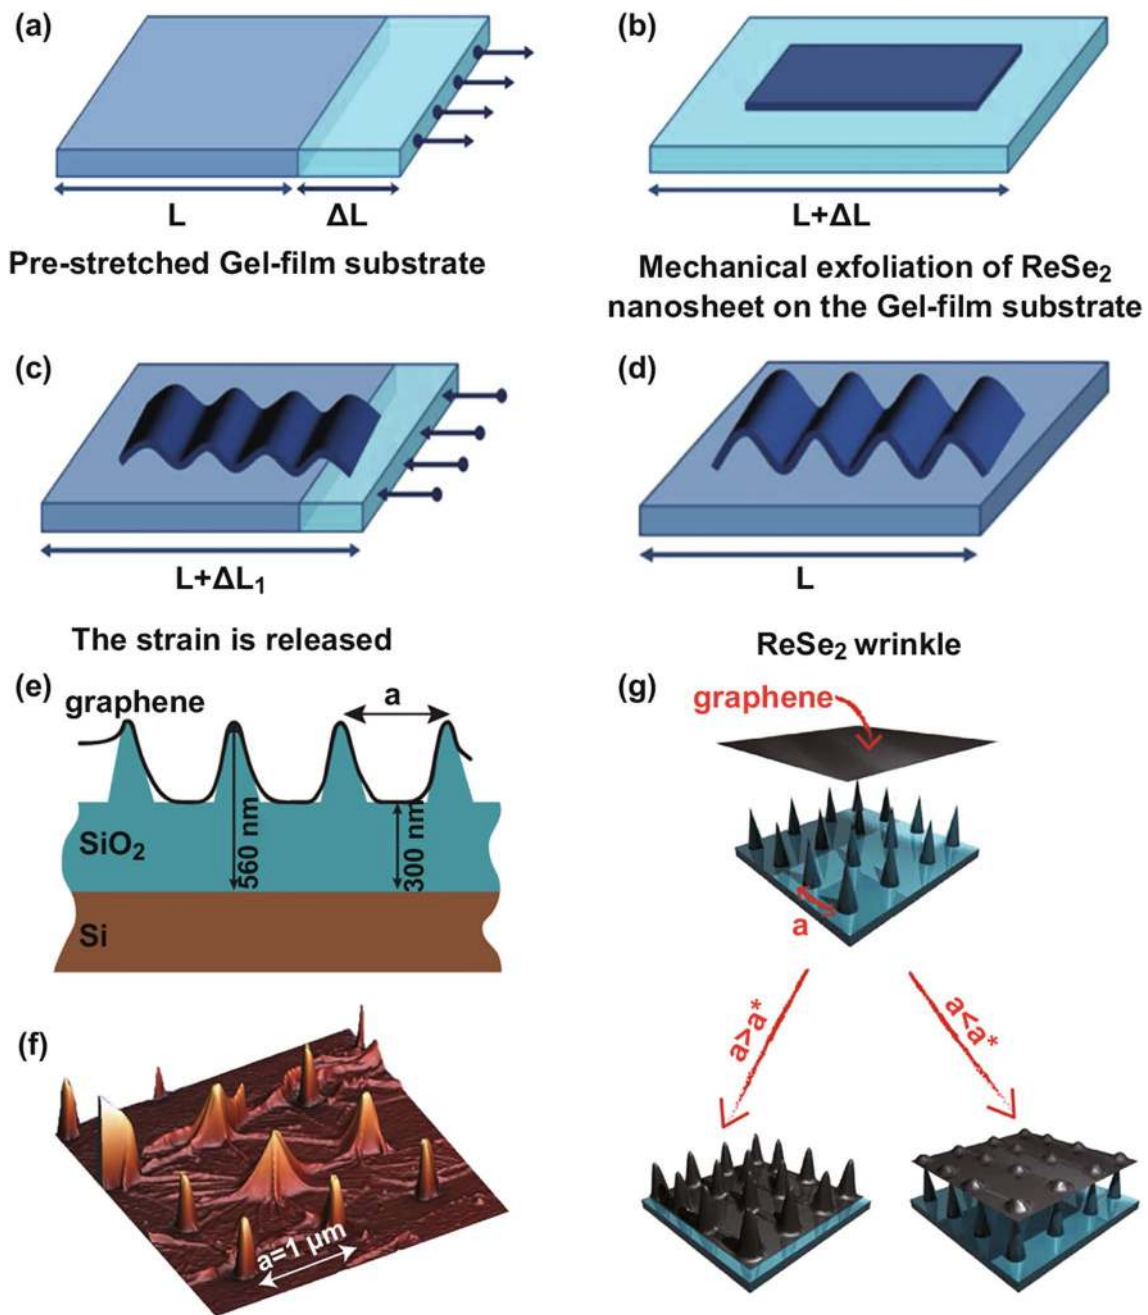 (a)
L
ΔL
Pre-stretched Gel-film substrate
(b)
L+ΔL
Mechanical exfoliation of ReSe₂
nanosheet on the Gel-film substrate
(c)
L+ΔL₁
The strain is released
(d)
L
ReSe₂ wrinkle
(e)
graphene
a
SiO₂
560 nm
300 nm
Si
(f)
a=1 μm
(g)
graphene
a
a>a*
a<a*